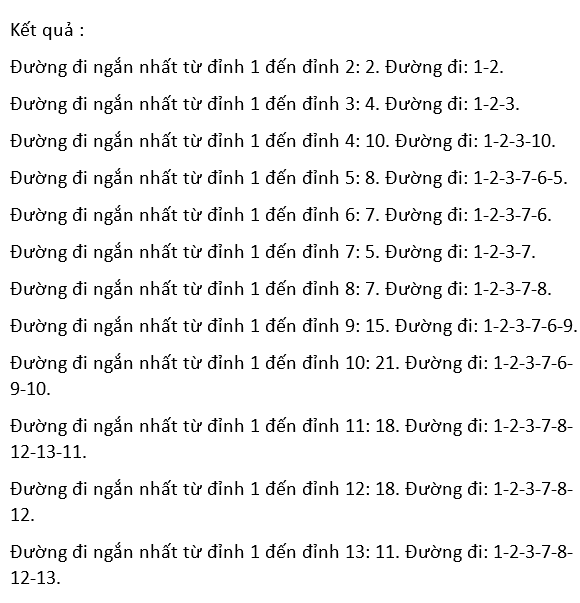 Kết quả :
Đường đi ngắn nhất từ đỉnh 1 đến đỉnh 2: 2. Đường đi: 1-2.
Đường đi ngắn nhất từ đỉnh 1 đến đỉnh 3: 4. Đường đi: 1-2-3.
Đường đi ngắn nhất từ đỉnh 1 đến đỉnh 4: 10. Đường đi: 1-2-3-10.
Đường đi ngắn nhất từ đỉnh 1 đến đỉnh 5: 8. Đường đi: 1-2-3-7-6-5.
Đường đi ngắn nhất từ đỉnh 1 đến đỉnh 6: 7. Đường đi: 1-2-3-7-6.
Đường đi ngắn nhất từ đỉnh 1 đến đỉnh 7: 5. Đường đi: 1-2-3-7.
Đường đi ngắn nhất từ đỉnh 1 đến đỉnh 8: 7. Đường đi: 1-2-3-7-8.
Đường đi ngắn nhất từ đỉnh 1 đến đỉnh 9: 15. Đường đi: 1-2-3-7-6-9.
Đường đi ngắn nhất từ đỉnh 1 đến đỉnh 10: 21. Đường đi: 1-2-3-7-6-
9-10.
Đường đi ngắn nhất từ đỉnh 1 đến đỉnh 11: 18. Đường đi: 1-2-3-7-8-
12-13-11.
Đường đi ngắn nhất từ đỉnh 1 đến đỉnh 12: 18. Đường đi: 1-2-3-7-8-
12.
Đường đi ngắn nhất từ đỉnh 1 đến đỉnh 13: 11. Đường đi: 1-2-3-7-8-
12-13.